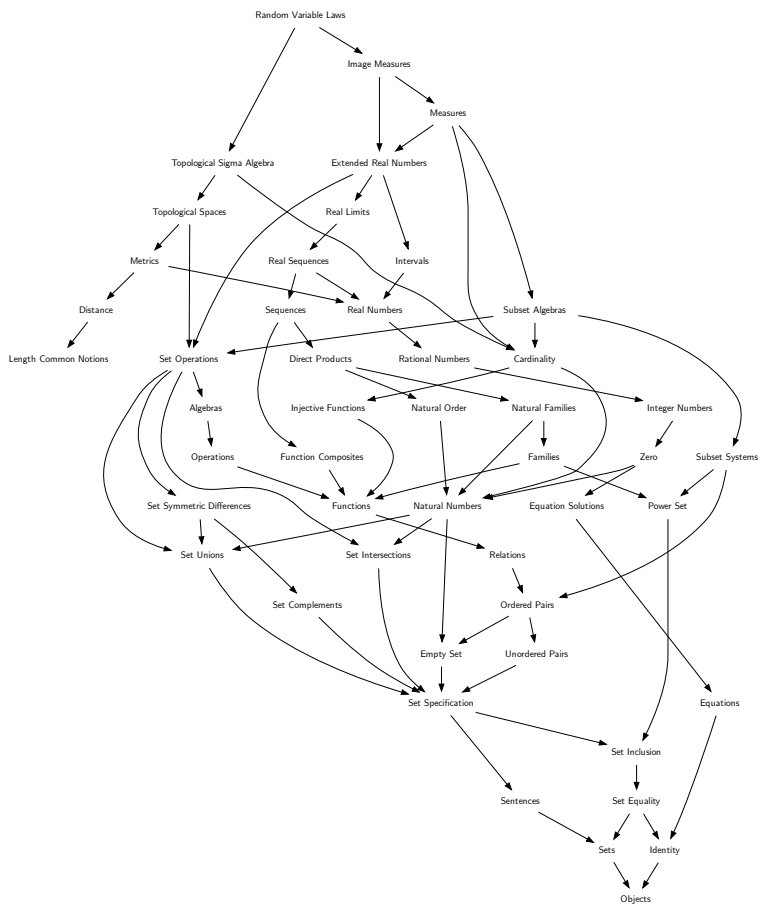 Random Variable Laws
Image Measures
Measures
Topological Sigma Algebra
Extended Real Numbers
Topological Spaces
Real Limits
Metrics
Real Sequences
Intervals
Distance
Sequences
Real Numbers
Subset Algebras
Length Common Notions
Set Operations
Direct Products
Rational Numbers
Cardinality
Algebras
Injective Functions
Natural Order
Natural Families
Integer Numbers
Operations
Function Composites
Families
Zero
Subset Systems
Set Symmetric Differences
Functions
Natural Numbers
Equation Solutions
Power Set
Set Unions
Set Intersections
Relations
Set Complements
Ordered Pairs
Empty Set
Unordered Pairs
Set Specification
Equations
Set Inclusion
Sentences
Set Equality
Sets
Identity
Objects